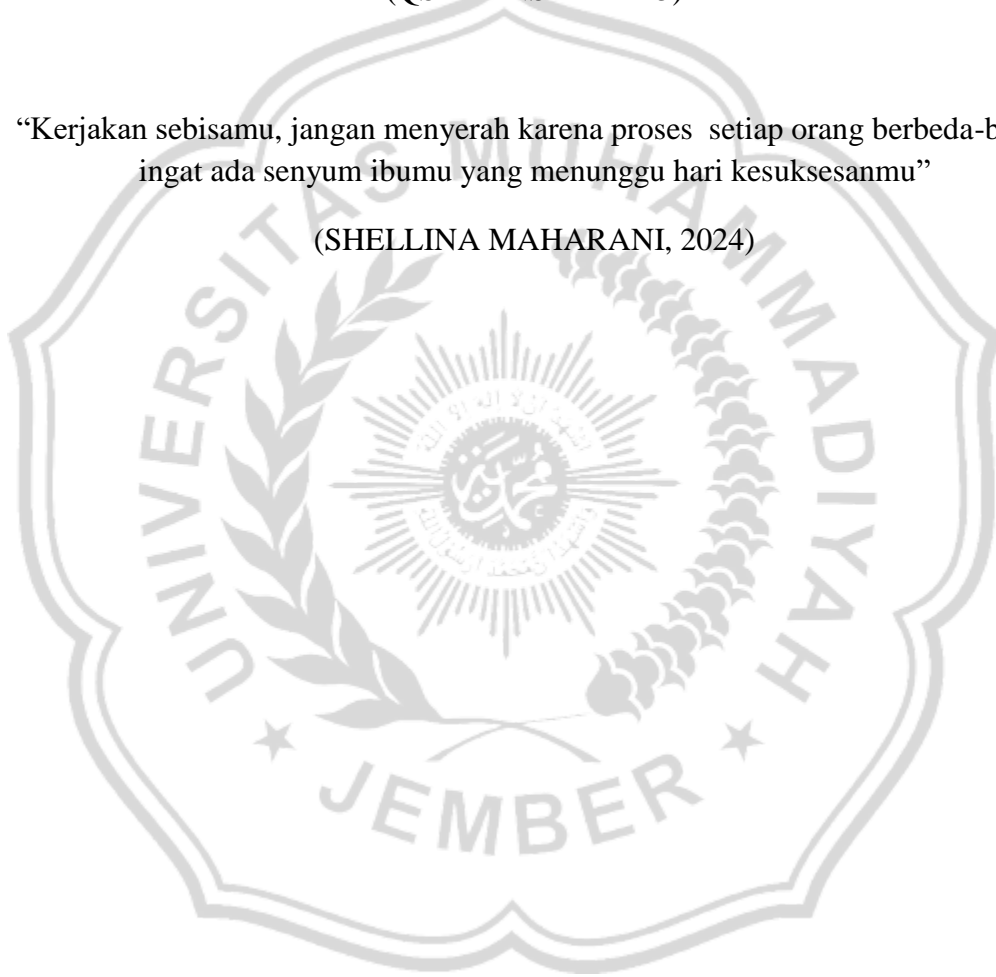 “Kerjakan sebisamu, jangan menyerah karena proses  setiap orang berbeda-b
ingat ada senyum ibumu yang menunggu hari kesuksesanmu”
(SHELLINA MAHARANI, 2024)
UNIVERSITAS MUHAMMADIYAH
JEMBER